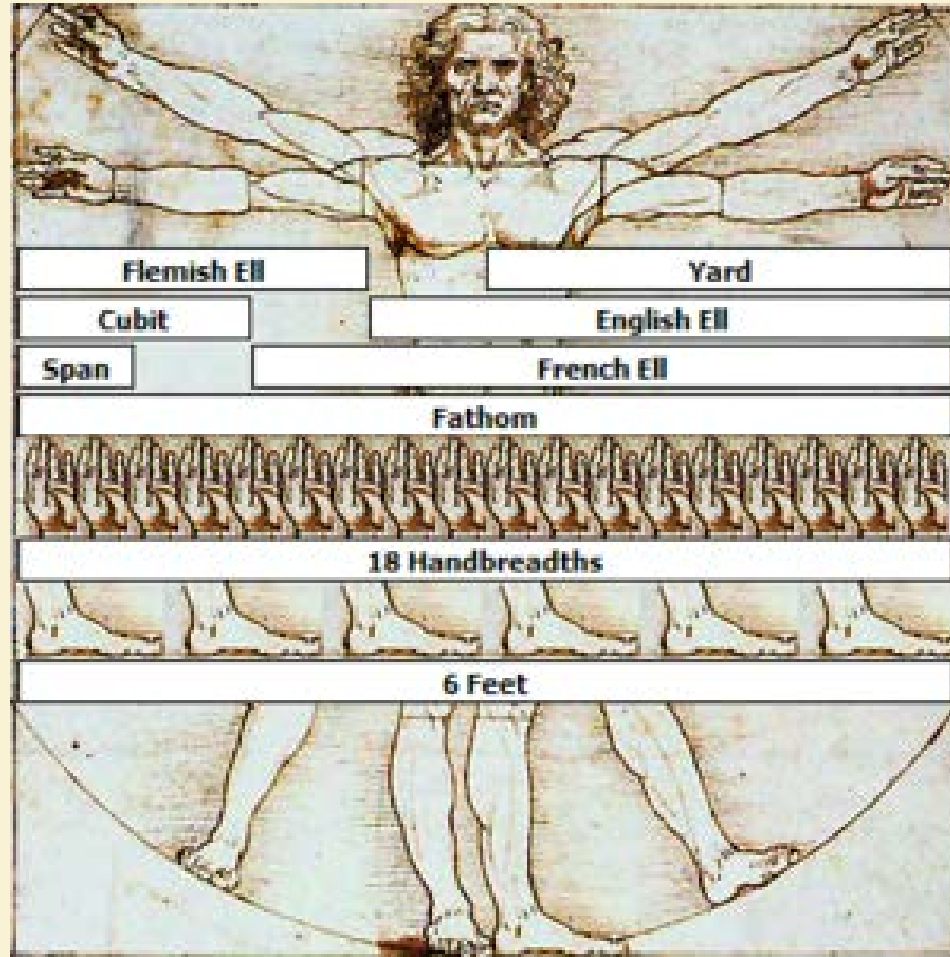 Flemish Ell Yard
Cubit English Ell
Span French Ell
Fathom
18 Handbreadths
6 Feet